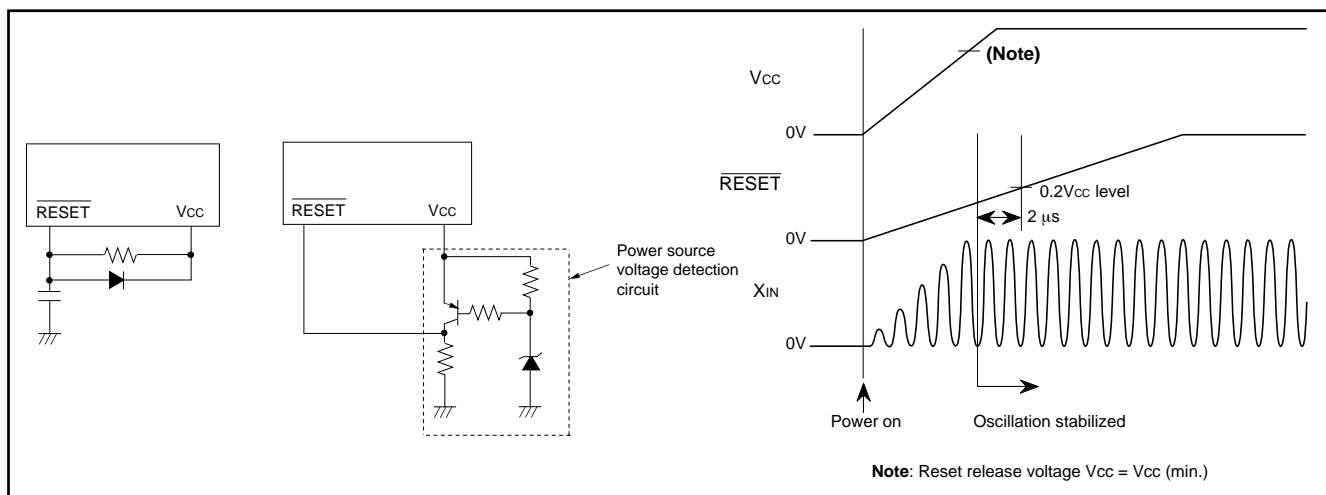 RESET VCC
RESET VCC
Power source
voltage detection
circuit
VCC
(Note)
0V
RESET
0.2VCC level
2 μs
0V
XIN
0V
Power on
Oscillation stabilized
Note: Reset release voltage Vcc = Vcc (min.)